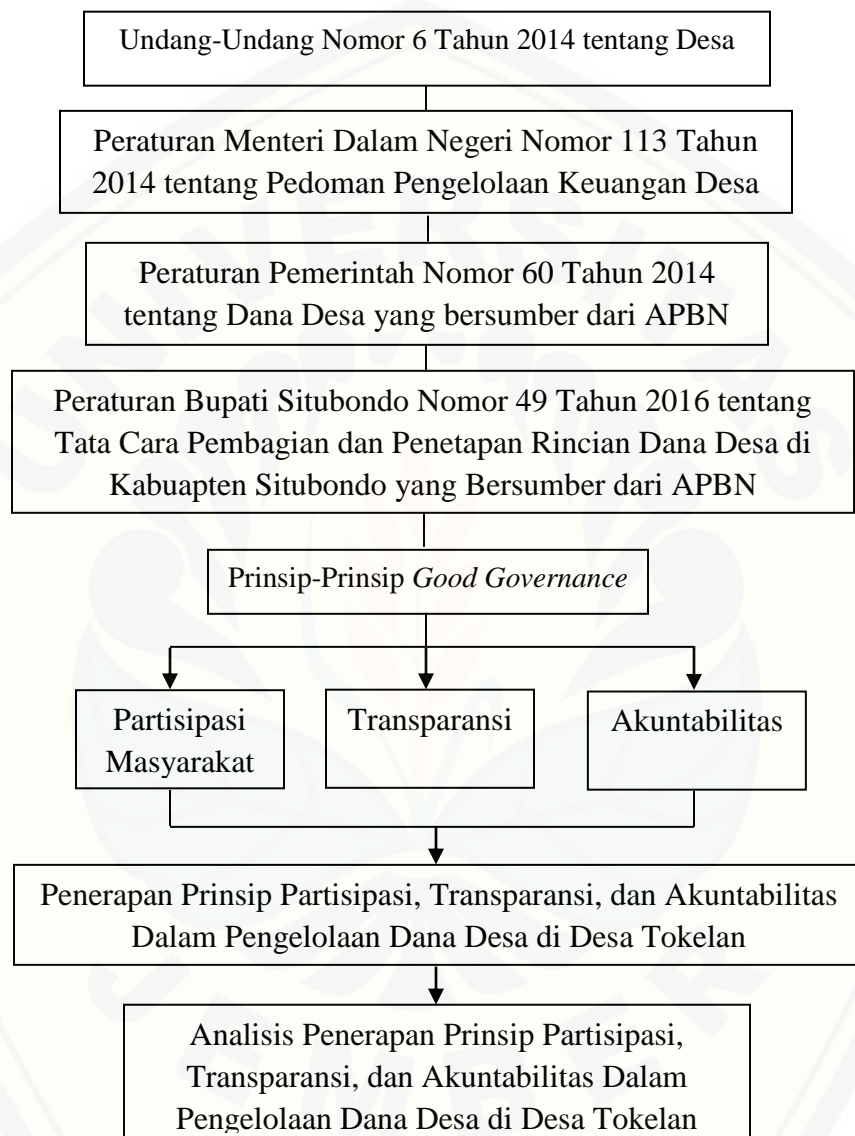 Undang-Undang Nomor 6 Tahun 2014 tentang Desa
Peraturan Menteri Dalam Negeri Nomor 113 Tahun
2014 tentang Pedoman Pengelolaan Keuangan Desa
Peraturan Pemerintah Nomor 60 Tahun 2014
tentang Dana Desa yang bersumber dari APBN
Peraturan Bupati Situbondo Nomor 49 Tahun 2016 tentang
Tata Cara Pembagian dan Penetapan Rincian Dana Desa di
Kabuapten Situbondo yang Bersumber dari APBN
Prinsip-Prinsip Good Governance
Partisipasi
Masyarakat
Transparansi
Akuntabilitas
Penerapan Prinsip Partisipasi, Transparansi, dan Akuntabilitas
Dalam Pengelolaan Dana Desa di Desa Tokelan
Analisis Penerapan Prinsip Partisipasi,
Transparansi, dan Akuntabilitas Dalam
Pengelolaan Dana Desa di Desa Tokelan
UNIVERSITAS
JEMBER